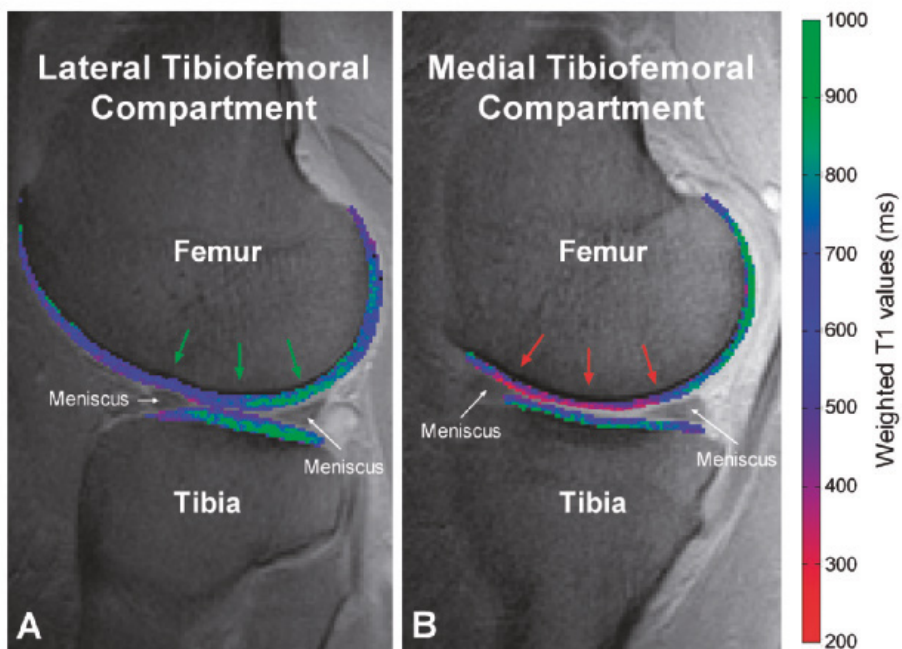 Lateral Tibiofemoral
Compartment
Femur
Meniscus
Meniscus
Tibia
A
Medial Tibiofemoral
Compartment
Femur
Meniscus
Meniscus
Tibia
B
1000
900
800
700
600
500
400
300
200
Weighted T1 values (ms)